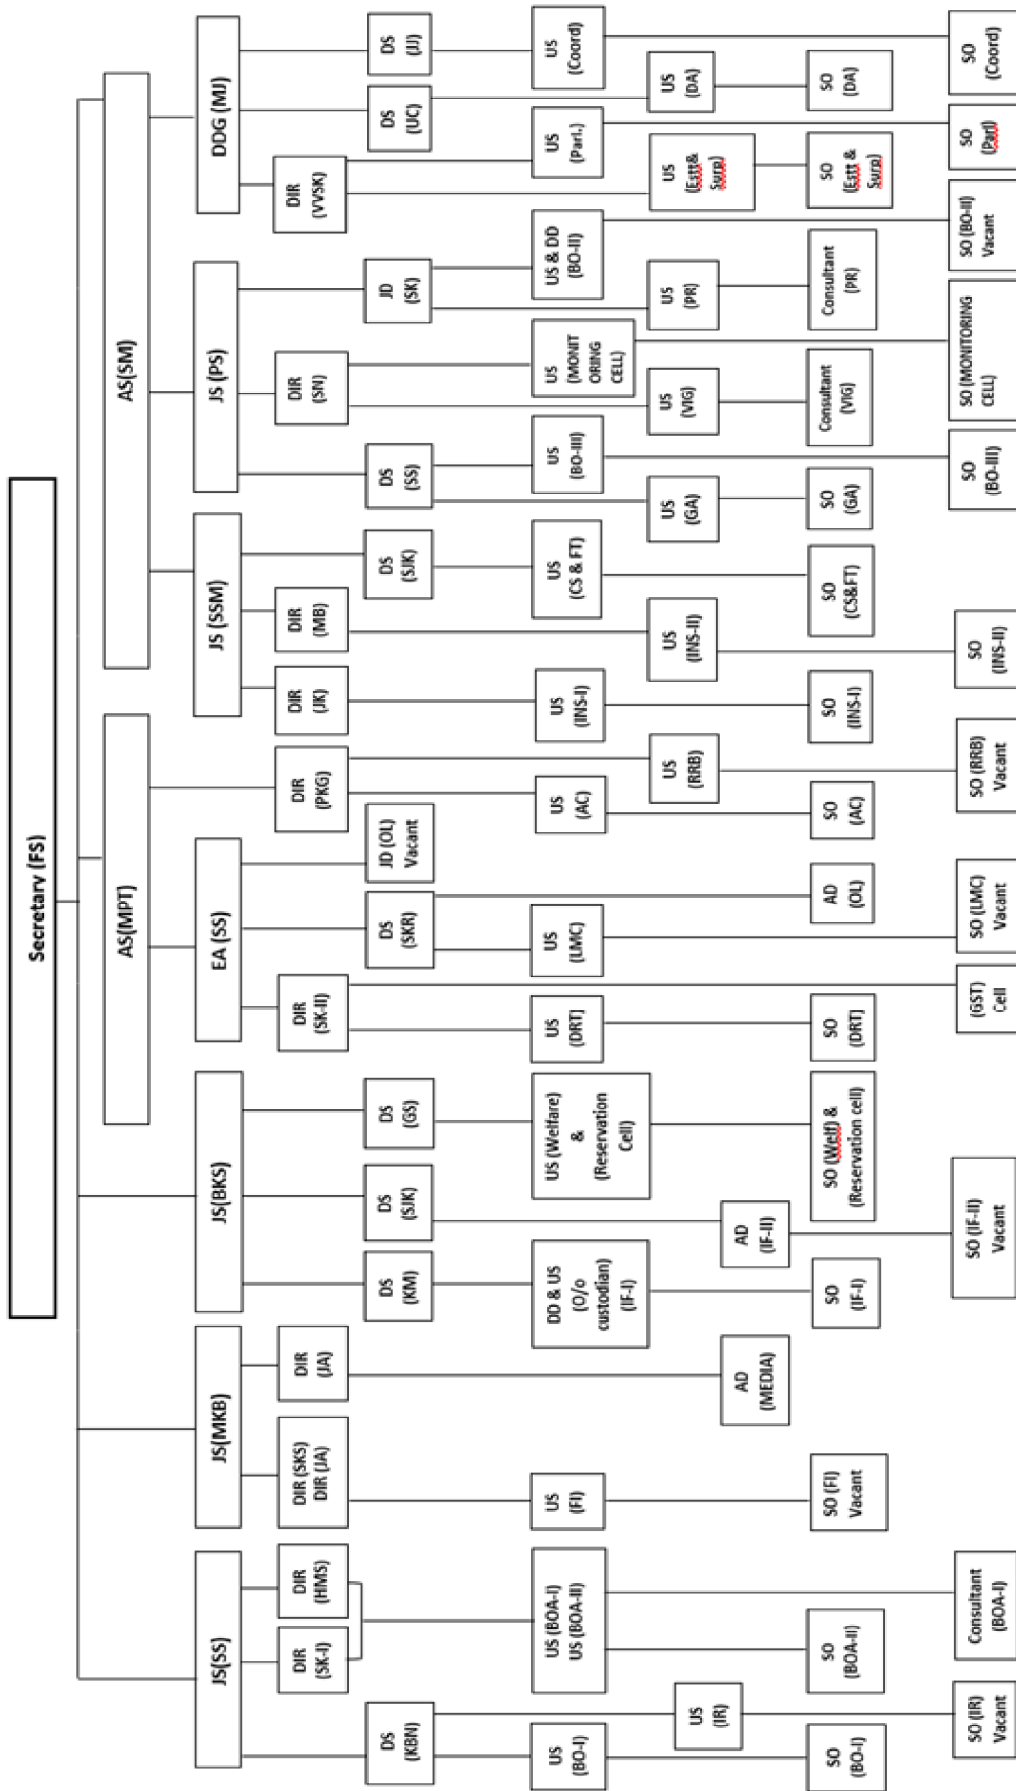 Secretary (FS)
AS(MPT)
AS(SM)
JS(SS)
JS(MKB)
JS(BKS)
EA (SS)
JS (SSM)
JS (PS)
DDG (MJ)
DIR
(SK-I)
DIR
(HMS)
DIR (SKS)
DIR (JA)
DIR
(JA)
DIR
(SK-II)
DIR
(PKG)
DIR
(JK)
DIR
(MB)
DIR
(SN)
DIR
(VVSK)
DS
(KBN)
DS
(KM)
DS
(SJK)
DS
(GS)
DS
(SKR)
JD (OL)
Vacant
DS
(SJK)
DS
(SS)
JD
(SK)
DS
(UC)
DS
(JJ)
US
(BO-I)
US (BOA-I)
US (BOA-II)
US
(FI)
DD & US
(O/o
custodian)
(IF-I)
US (Welfare)
&
(Reservation
Cell)
US
(DRT)
US
(LMC)
US
(AC)
US
(INS-I)
US
(CS & FT)
US
(BO-III)
US
(MONIT
ORING
CELL)
US & DD
(BO-II)
US
(Parl.)
US
(Coord)
US
(IR)
US
(RRB)
US
(INS-II)
US
(GA)
US
(VIG)
US
(PR)
US
(Estt&
Surp)
US
(DA)
AD
(MEDIA)
AD
(IF-II)
SO
(BO-I)
SO
(BOA-II)
SO (FI)
Vacant
SO
(IF-I)
SO (Welf) &
(Reservation cell)
SO
(DRT)
AD
(OL)
SO
(AC)
SO
(INS-I)
SO
(CS&FT)
SO
(GA)
Consultant
(VIG)
Consultant
(PR)
SO
(Estt &
Surp)
SO
(DA)
SO (IR)
Vacant
Consultant
(BOA-I)
SO (IF-II)
Vacant
(GST)
Cell
SO (LMC)
Vacant
SO (RRB)
Vacant
SO
(INS-II)
SO
(BO-III)
SO (MONITORING
CELL)
SO (BO-II)
Vacant
SO
(Parl)
SO
(Coord)